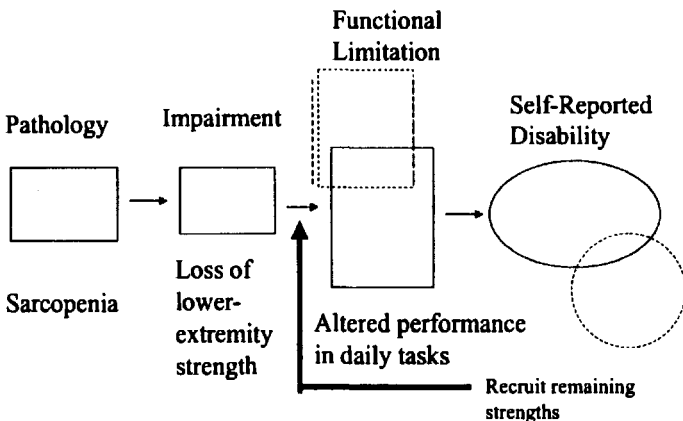 Functional
Limitation
Pathology
Impairment
Self-Reported
Disability
Sarcopenia
Loss of
lower-
extremity
strength
Altered performance
in daily tasks
Recruit remaining
strengths